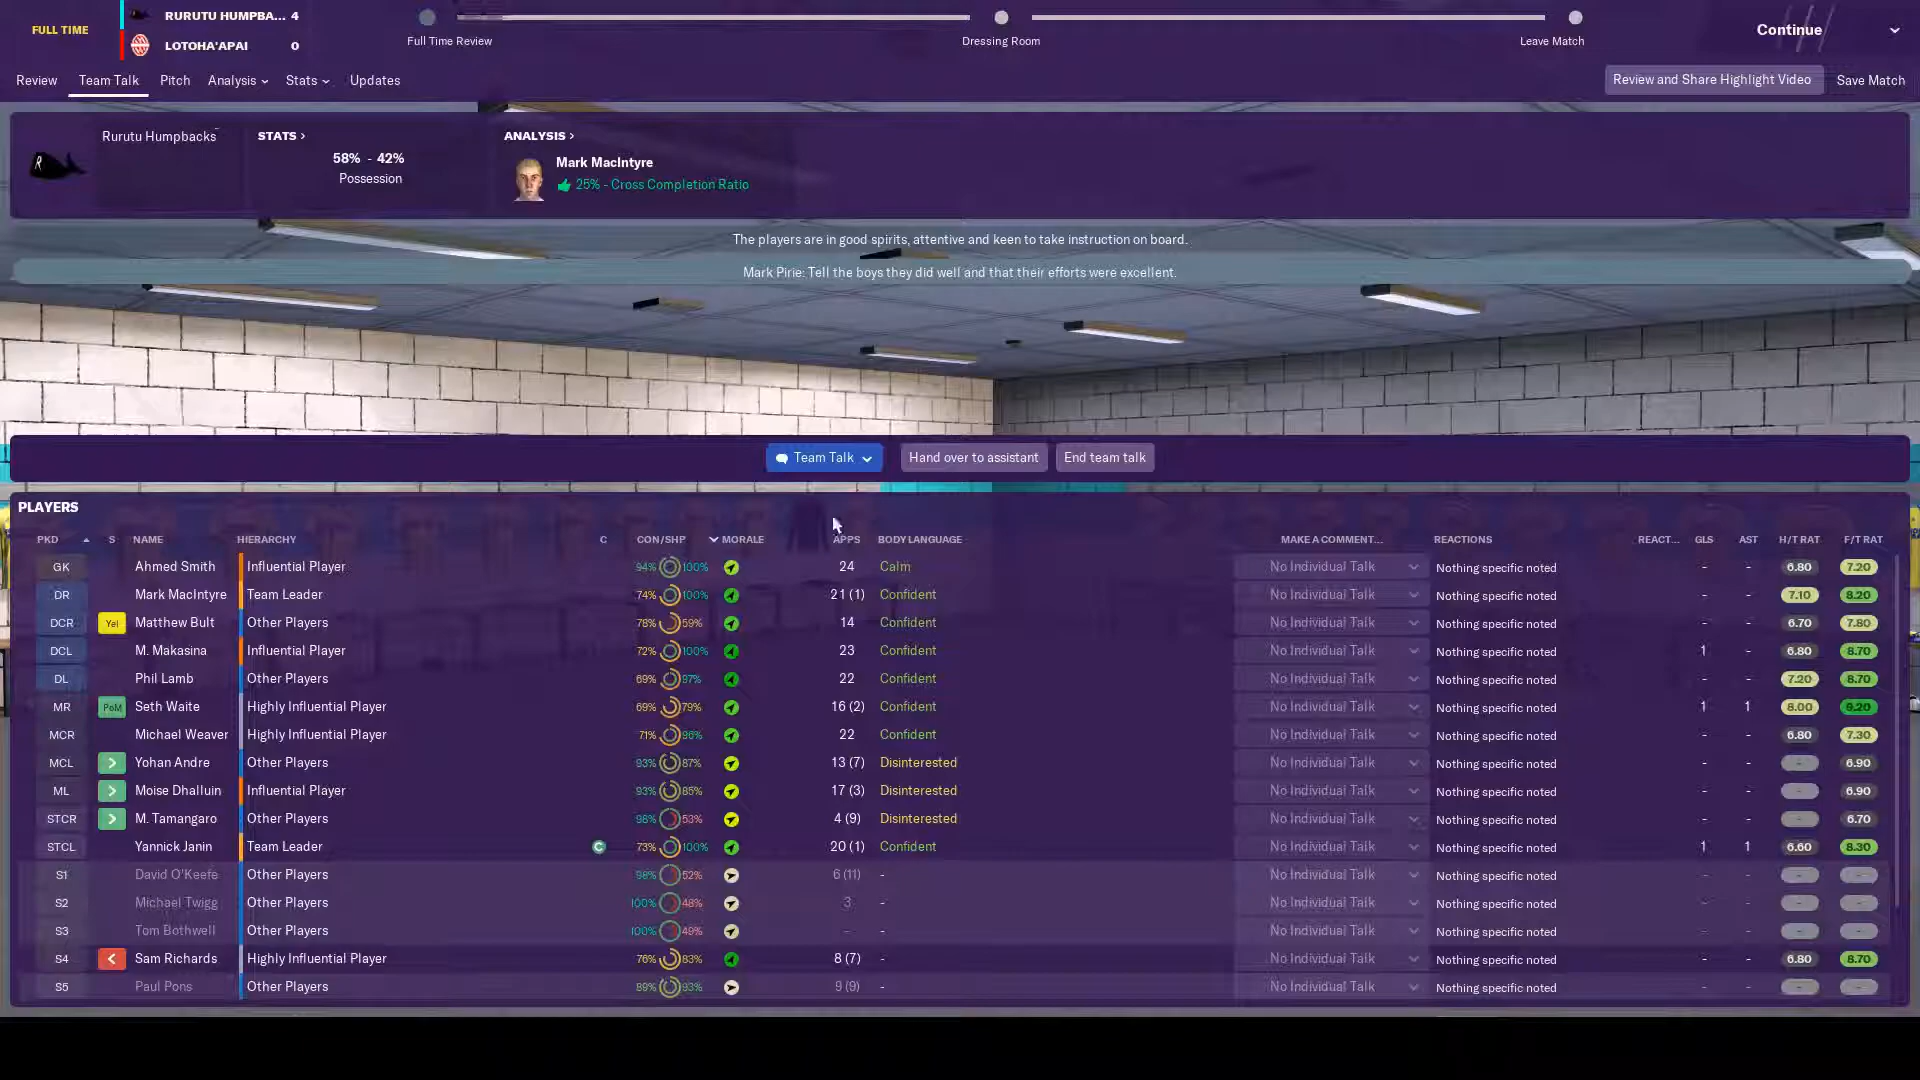 FULL TIME
RURUTU HUMPBA... 4
LOTOHA'APAI 0
Full Time Review
Dressing Room
Leave Match
Continue
Review Team Talk Pitch Analysis Stats Updates
Review and Share Highlight Video Save Match
R
Rurutu Humpbacks
STATS >
58% - 42%
Possession
ANALYSIS >
Mark MacIntyre
25% - Cross Completion Ratio
The players are in good spirits, attentive and keen to take instruction on board.
Mark Pirie: Tell the boys they did well and that their efforts were excellent.
Team Talk Hand over to assistant End team talk
PLAYERS
PKD S NAME HIERARCHY C CON/SHP MORALE APPS BODY LANGUAGE MAKE A COMMENT... REACTIONS REACT... GLS AST H/T RAT F/T RAT
GK Ahmed Smith Influential Player 94% 100% 24 Calm No Individual Talk Nothing specific noted - - 6.80 7.20
DR Mark MacIntyre Team Leader 74% 100% 21 (1) Confident No Individual Talk Nothing specific noted - - 7.10 8.20
DCR Yel Matthew Bult Other Players 78% 59% 14 Confident No Individual Talk Nothing specific noted - - 6.70 7.80
DCL M. Makasina Influential Player 72% 100% 23 Confident No Individual Talk Nothing specific noted 1 - 6.80 8.70
DL Phil Lamb Other Players 69% 97% 22 Confident No Individual Talk Nothing specific noted - - 7.20 8.70
MR PoM Seth Waite Highly Influential Player 69% 79% 16 (2) Confident No Individual Talk Nothing specific noted 1 1 8.00 9.20
MCR Michael Weaver Highly Influential Player 71% 96% 22 Confident No Individual Talk Nothing specific noted - - 6.80 7.30
MCL Yohan Andre Other Players 93% 87% 13 (7) Disinterested No Individual Talk Nothing specific noted - - - 6.90
ML Moise Dhalluin Influential Player 93% 85% 17 (3) Disinterested No Individual Talk Nothing specific noted - - - 6.90
STCR M. Tamangaro Other Players 98% 53% 4 (9) Disinterested No Individual Talk Nothing specific noted - - - 6.70
STCL Yannick Janin Team Leader C 73% 100% 20 (1) Confident No Individual Talk Nothing specific noted 1 1 6.60 8.30
S1 David O'Keefe Other Players 98% 52% 6 (11) - No Individual Talk Nothing specific noted - - - -
S2 Michael Twigg Other Players 100% 48% 3 - No Individual Talk Nothing specific noted - - - -
S3 Tom Bothwell Other Players 100% 49% - - No Individual Talk Nothing specific noted - - - -
S4 Sam Richards Highly Influential Player 76% 83% 8 (7) - No Individual Talk Nothing specific noted - - 6.80 8.70
S5 Paul Pons Other Players 89% 93% 9 (9) - No Individual Talk Nothing specific noted - - - -